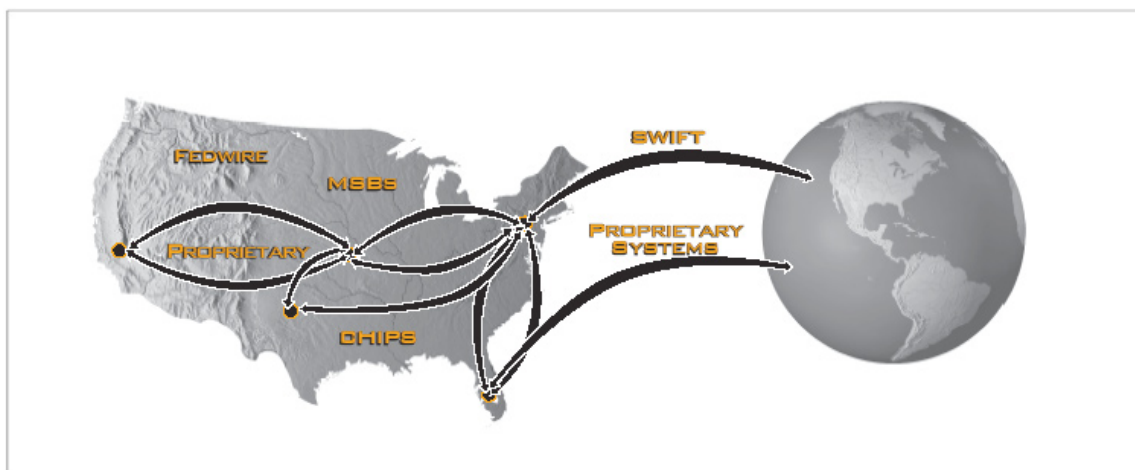 SWIFT
FEDWIRE
MSBs
PROPRIETARY
SYSTEMS
PROPRIETARY
CHIPS